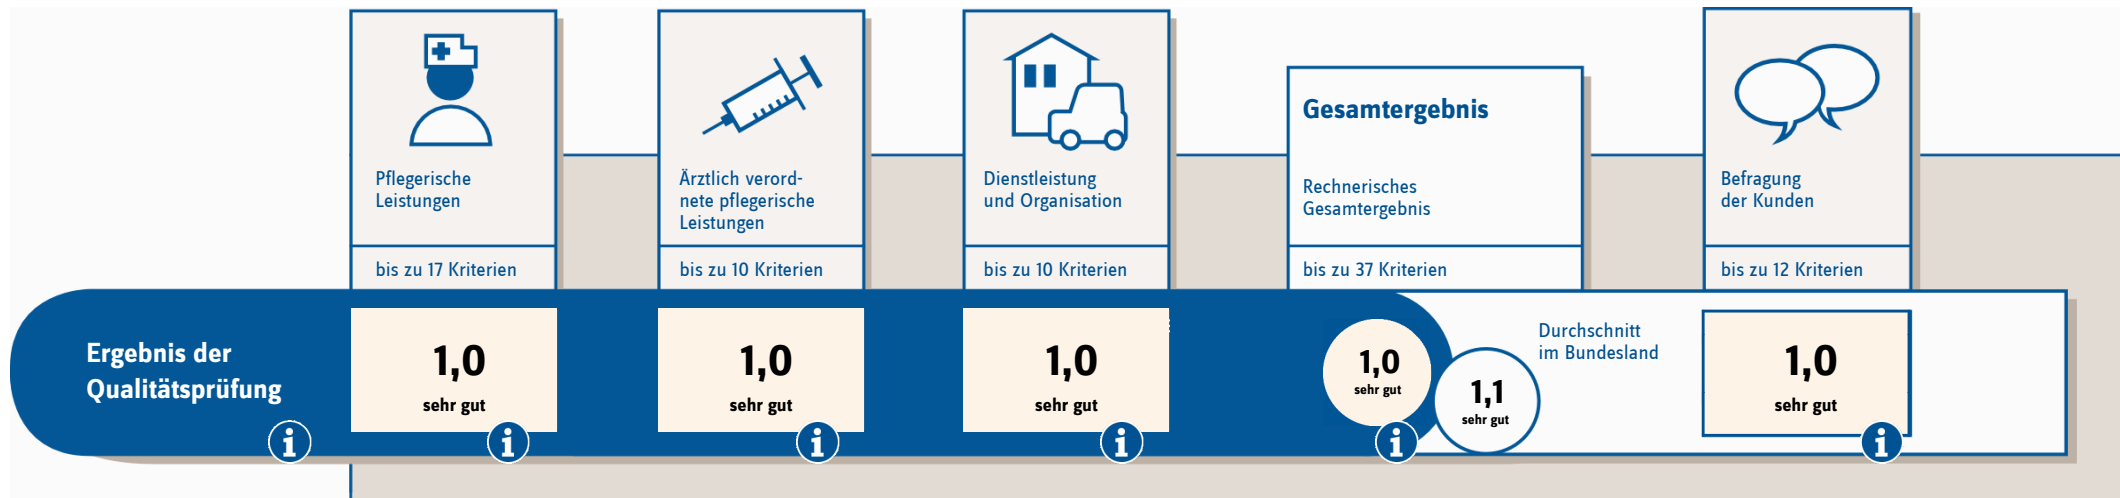 Pflegerische
Leistungen
bis zu 17 Kriterien
Ärztlich verord-
nete pflegerische
Leistungen
bis zu 10 Kriterien
Dienstleistung
und Organisation
bis zu 10 Kriterien
Gesamtergebnis
Rechnerisches
Gesamtergebnis
bis zu 37 Kriterien
Befragung
der Kunden
bis zu 12 Kriterien
Ergebnis der
Qualitätsprüfung
i
1,0
sehr gut
i
1,0
sehr gut
i
1,0
sehr gut
i
1,0
sehr gut
i
1,1
sehr gut
Durchschnitt
im Bundesland
1,0
sehr gut
i